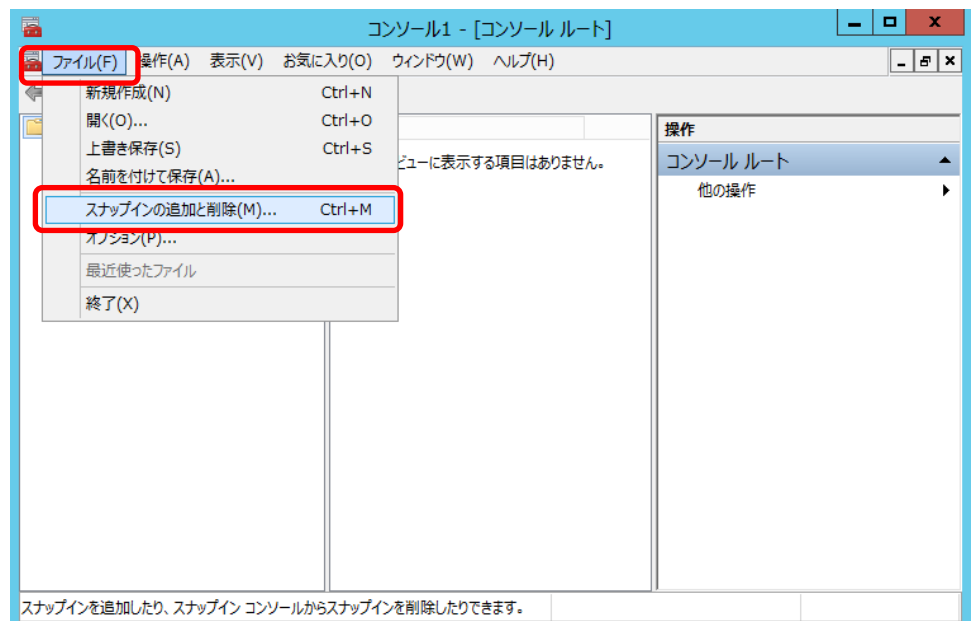 コンソール1 - [コンソール ルート]
ファイル(F) 操作(A) 表示(V) お気に入り(O) ウィンドウ(W) ヘルプ(H)
新規作成(N) Ctrl+N
開く(O)... Ctrl+O
上書き保存(S) Ctrl+S
名前を付けて保存(A)...
スナップインの追加と削除(M)... Ctrl+M
オプション(P)...
最近使ったファイル
終了(X)
ビューに表示する項目はありません。
操作
コンソール ルート
他の操作
スナップインを追加したり、スナップイン コンソールからスナップインを削除したりできます。